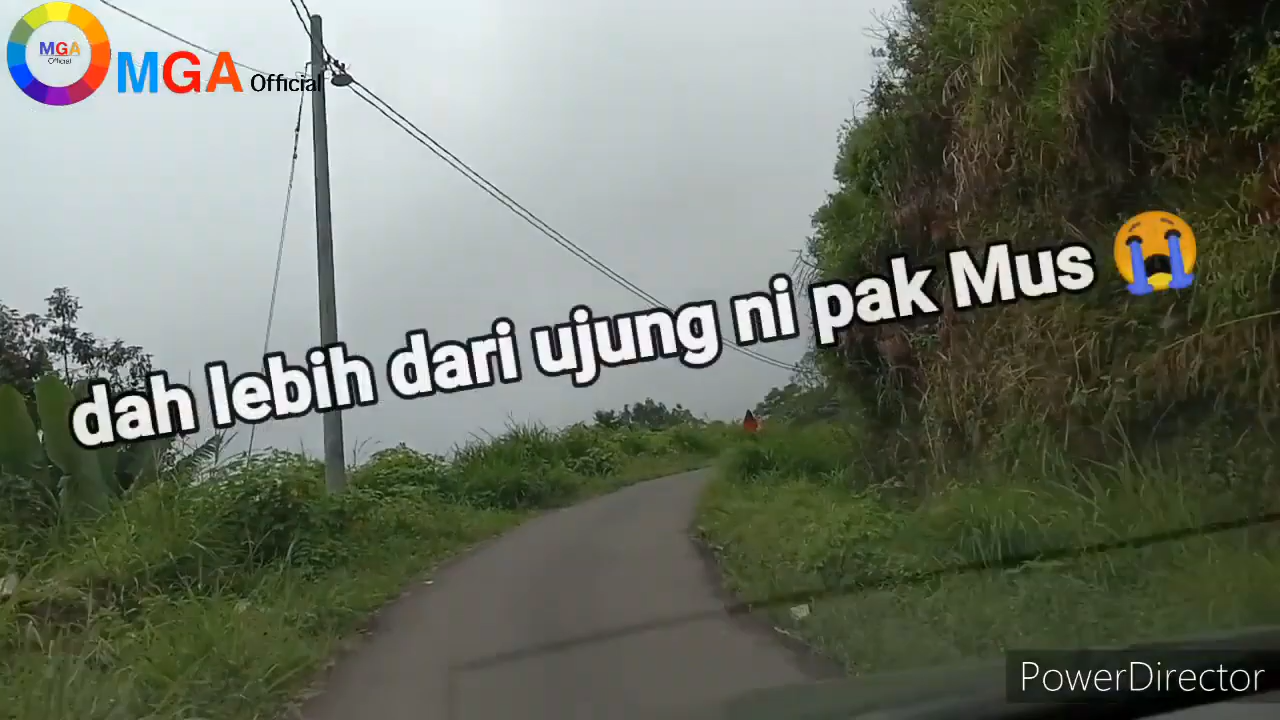 MGA
Official
MGA Official
dah lebih dari ujung ni pak Mus 😭
PowerDirector